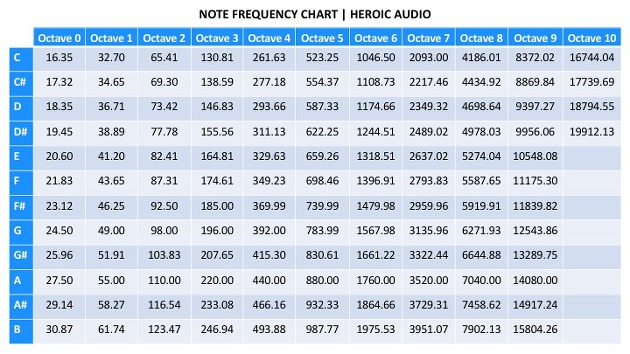 NOTE FREQUENCY CHART | HEROIC AUDIO
Octave 0 Octave 1 Octave 2 Octave 3 Octave 4 Octave 5 Octave 6 Octave 7 Octave 8 Octave 9 Octave 10
C 16.35 32.70 65.41 130.81 261.63 523.25 1046.50 2093.00 4186.01 8372.02 16744.04
C# 17.32 34.65 69.30 138.59 277.18 554.37 1108.73 2217.46 4434.92 8869.84 17739.69
D 18.35 36.71 73.42 146.83 293.66 587.33 1174.66 2349.32 4698.64 9397.27 18794.55
D# 19.45 38.89 77.78 155.56 311.13 622.25 1244.51 2489.02 4978.03 9956.06 19912.13
E 20.60 41.20 82.41 164.81 329.63 659.26 1318.51 2637.02 5274.04 10548.08
F 21.83 43.65 87.31 174.61 349.23 698.46 1396.91 2793.83 5587.65 11175.30
F# 23.12 46.25 92.50 185.00 369.99 739.99 1479.98 2959.96 5919.91 11839.82
G 24.50 49.00 98.00 196.00 392.00 783.99 1567.98 3135.96 6271.93 12543.86
G# 25.96 51.91 103.83 207.65 415.30 830.61 1661.22 3322.44 6644.88 13289.75
A 27.50 55.00 110.00 220.00 440.00 880.00 1760.00 3520.00 7040.00 14080.00
A# 29.14 58.27 116.54 233.08 466.16 932.33 1864.66 3729.31 7458.62 14917.24
B 30.87 61.74 123.47 246.94 493.88 987.77 1975.53 3951.07 7902.13 15804.26